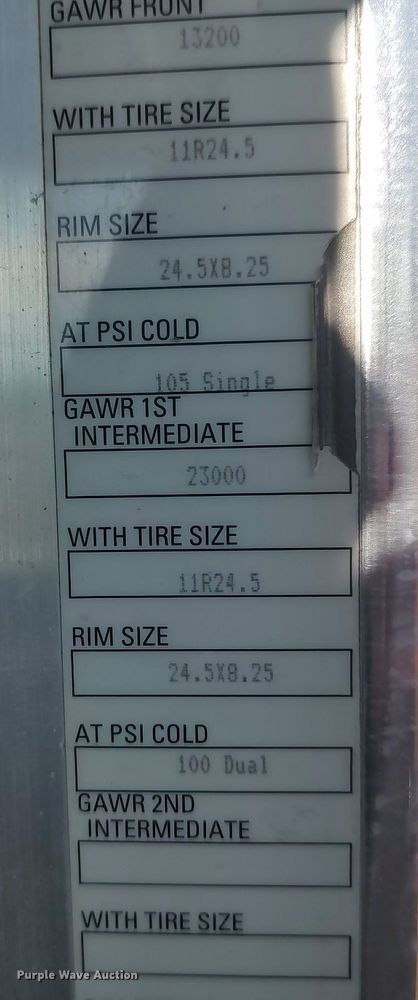 GAWR FRONT
13200
WITH TIRE SIZE
11R24.5
RIM SIZE
24.5X8.25
AT PSI COLD
105 Single
GAWR 1ST
INTERMEDIATE
23000
WITH TIRE SIZE
11R24.5
RIM SIZE
24.5X8.25
AT PSI COLD
100 Dual
GAWR 2ND
INTERMEDIATE
WITH TIRE SIZE
Purple Wave Auction